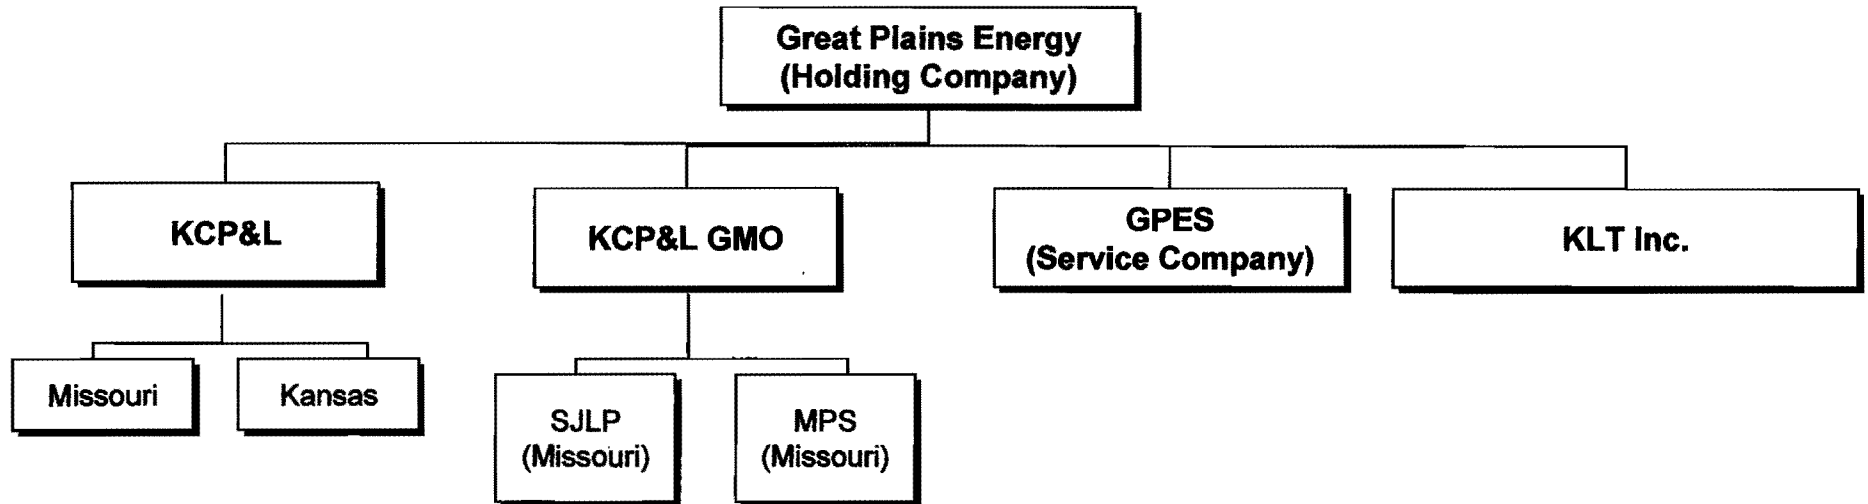 Great Plains Energy
(Holding Company)
KCP&L
KCP&L GMO
GPES
(Service Company)
KLT Inc.
Missouri
Kansas
SJLP
(Missouri)
MPS
(Missouri)